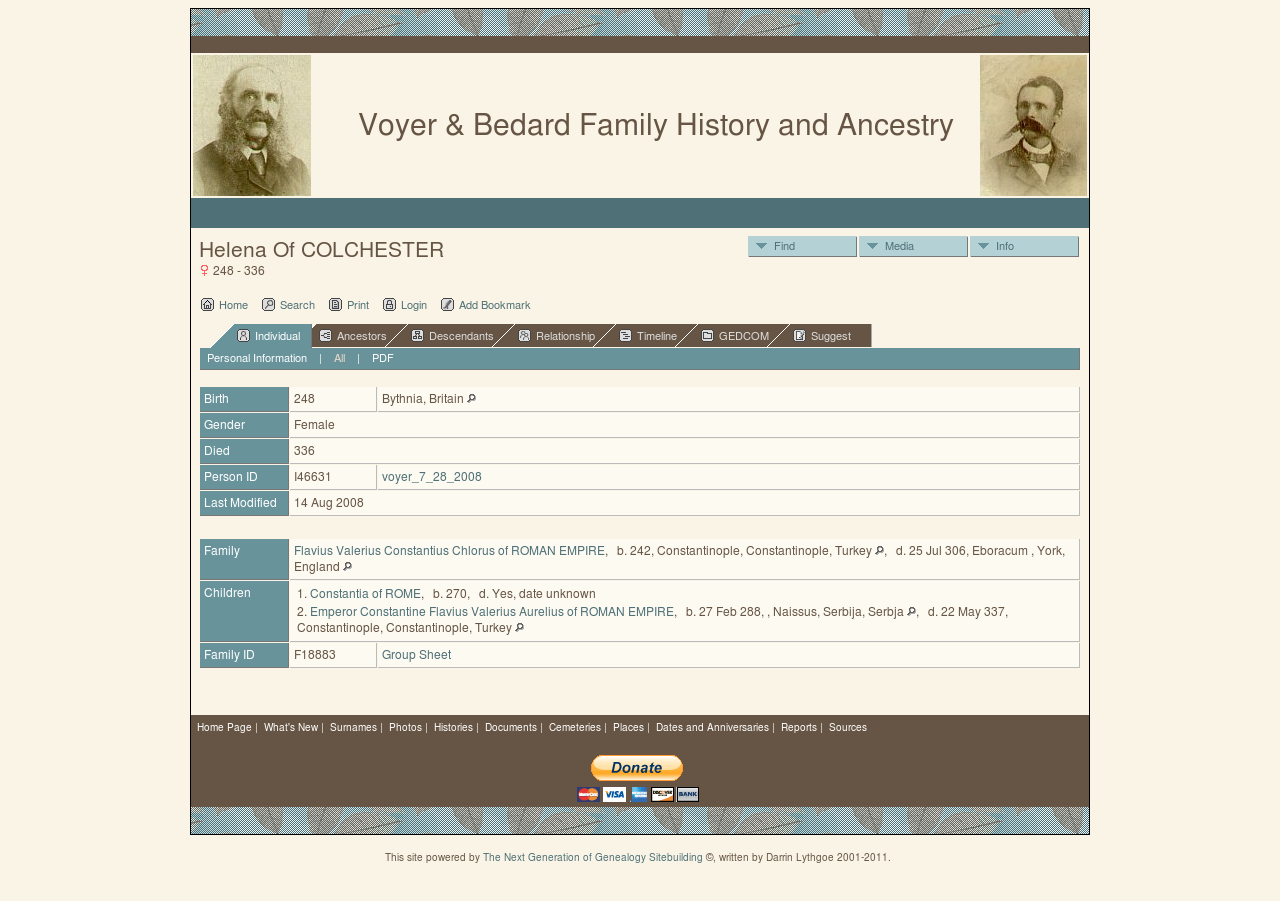 Voyer & Bedard Family History and Ancestry
Helena Of COLCHESTER
248 - 336
Find Media Info
Home Search Print Login Add Bookmark
Individual Ancestors Descendants Relationship Timeline GEDCOM Suggest
Personal Information | All | PDF
Birth 248 Bythnia, Britain
Gender Female
Died 336
Person ID I46631 voyer_7_28_2008
Last Modified 14 Aug 2008
Family Flavius Valerius Constantius Chlorus of ROMAN EMPIRE, b. 242, Constantinople, Constantinople, Turkey , d. 25 Jul 306, Eboracum , York,
England
Children 1. Constantia of ROME, b. 270, d. Yes, date unknown
2. Emperor Constantine Flavius Valerius Aurelius of ROMAN EMPIRE, b. 27 Feb 288, , Naissus, Serbija, Serbja , d. 22 May 337,
Constantinople, Constantinople, Turkey
Family ID F18883 Group Sheet
Home Page | What's New | Surnames | Photos | Histories | Documents | Cemeteries | Places | Dates and Anniversaries | Reports | Sources
Donate
VISA BANK
This site powered by The Next Generation of Genealogy Sitebuilding ©, written by Darrin Lythgoe 2001-2011.